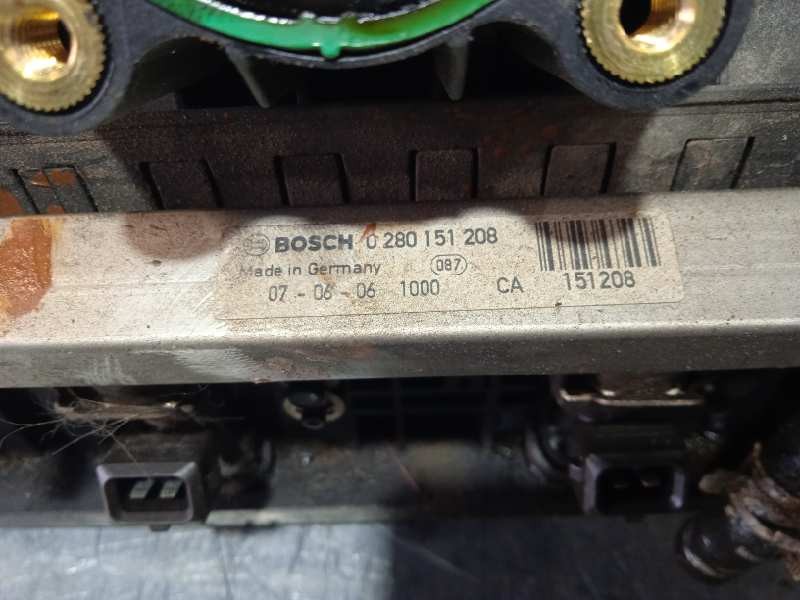 BOSCH 0 280 151 208
Made in Germany 087
07-06-06 1000 CA 151208